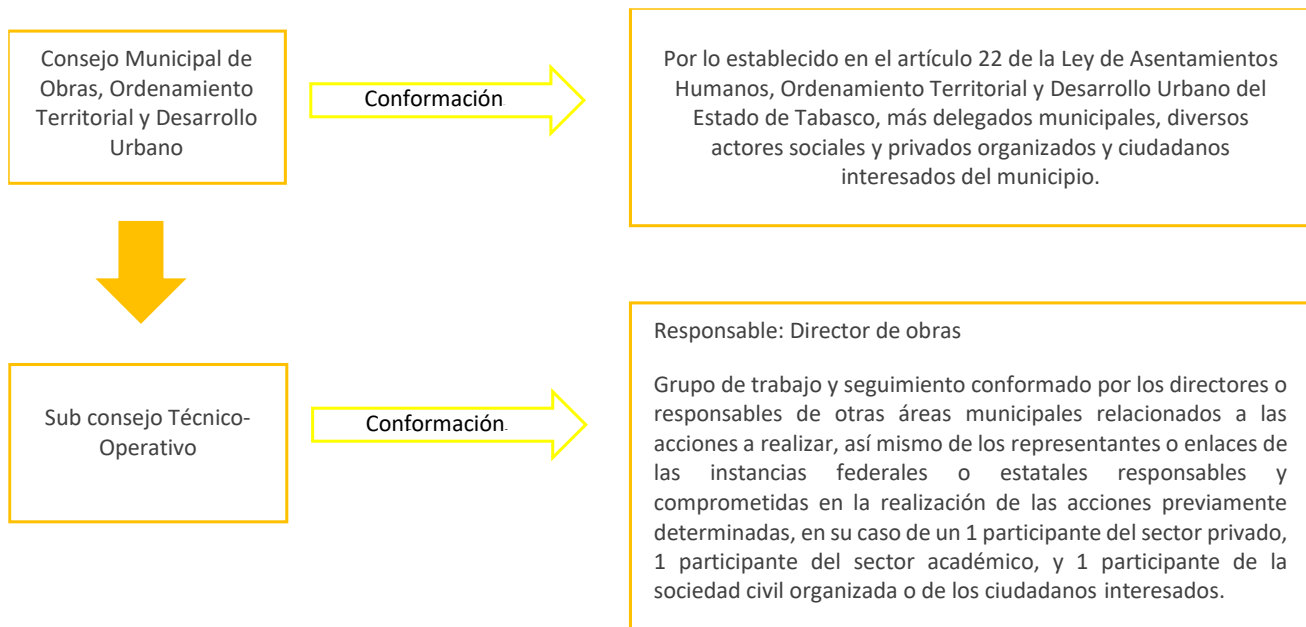 Consejo Municipal de
Obras, Ordenamiento
Territorial y Desarrollo
Urbano
Conformación
Por lo establecido en el artículo 22 de la Ley de Asentamientos
Humanos, Ordenamiento Territorial y Desarrollo Urbano del
Estado de Tabasco, más delegados municipales, diversos
actores sociales y privados organizados y ciudadanos
interesados del municipio.
Sub consejo Técnico-
Operativo
Conformación
Responsable: Director de obras
Grupo de trabajo y seguimiento conformado por los directores o
responsables de otras áreas municipales relacionados a las
acciones a realizar, así mismo de los representantes o enlaces de
las instancias federales o estatales responsables y
comprometidas en la realización de las acciones previamente
determinadas, en su caso de un 1 participante del sector privado,
1 participante del sector académico, y 1 participante de la
sociedad civil organizada o de los ciudadanos interesados.